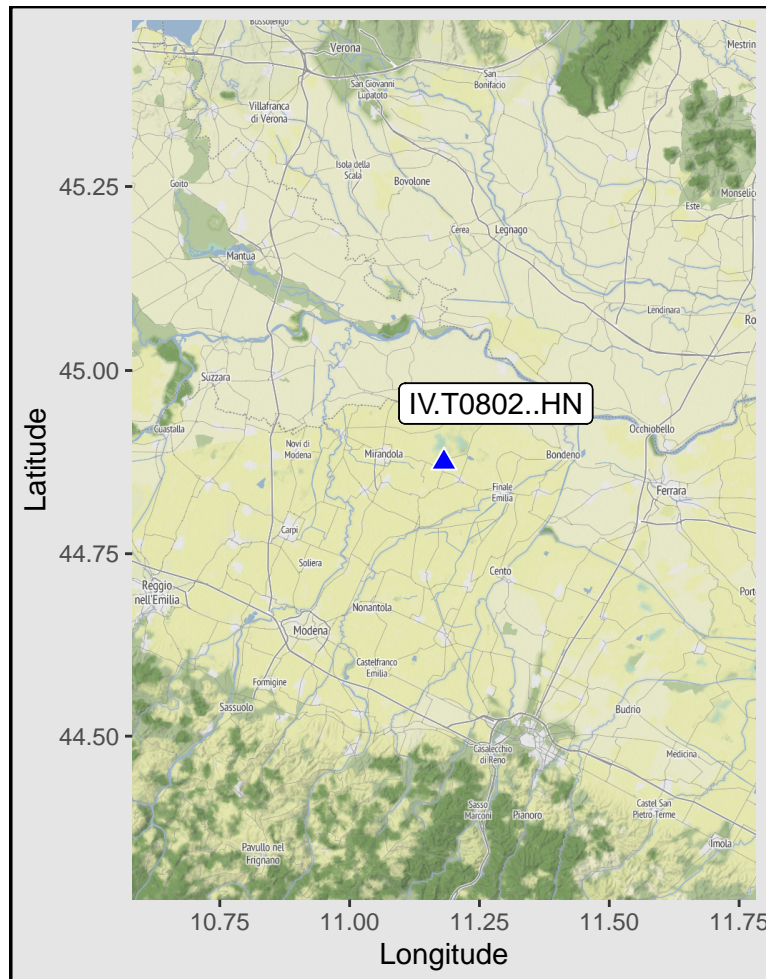 Bussolengo
Verona
Mestrin
San Giovanni
Lupatoto
San
Bonifacio
Villafranca
di Verona
Isola della
Scala
Bovolone
Goito
45.25
Monselic
Este
Cerea
Legnago
Mantua
Lendinara
Ro
45.00
Suzzara
IV.T0802..HN
Guastalla
Occhiobello
Novi di
Modena
Mirandola
Bondeno
Latitude
Finale
Emilia
Ferrara
Carpi
44.75
Soliera
Cento
Reggio
nell'Emilia
Porto
Nonantola
Modena
Castelfranco
Emilia
Formigine
Sassuolo
Budrio
44.50
Casalecchio
di Reno
Medicina
Sasso
Marconi
Pianoro
Castel San
Pietro Terme
Pavullo nel
Frignano
Imola
10.75
11.00
11.25
11.50
11.75
Longitude